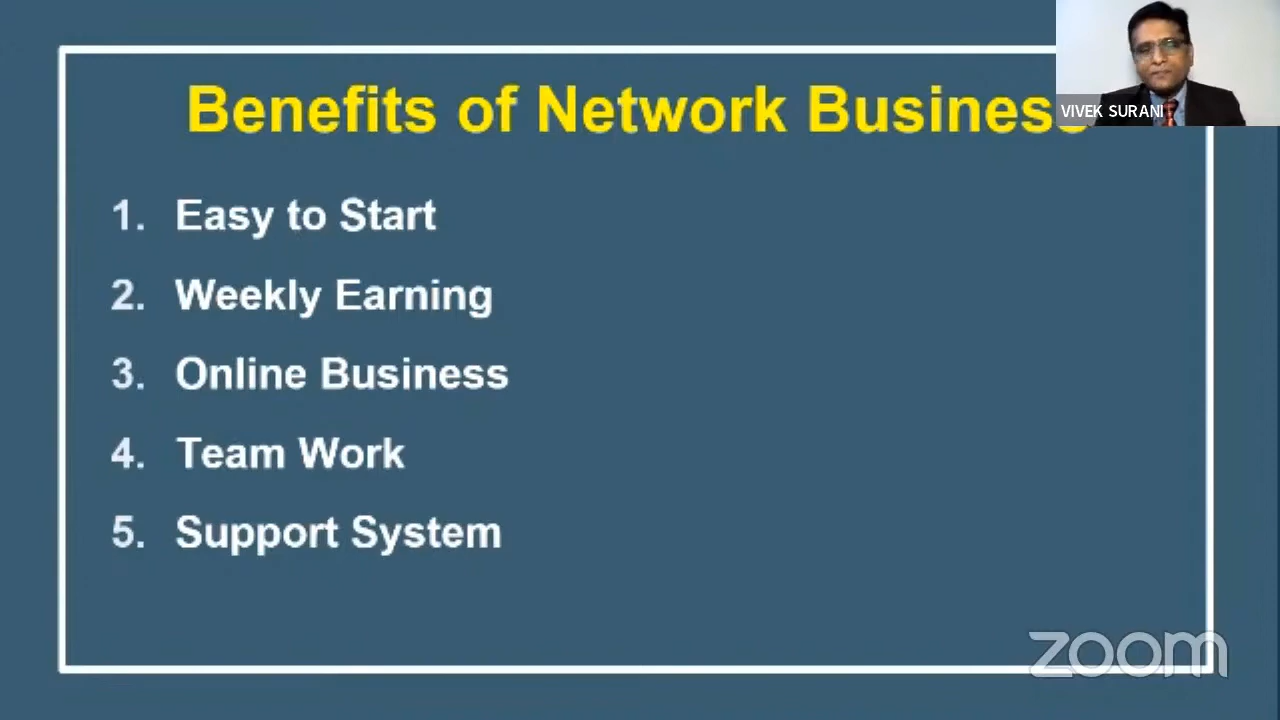 Benefits of Network Business
VIVEK SURANI
1. Easy to Start
2. Weekly Earning
3. Online Business
4. Team Work
5. Support System
zoom